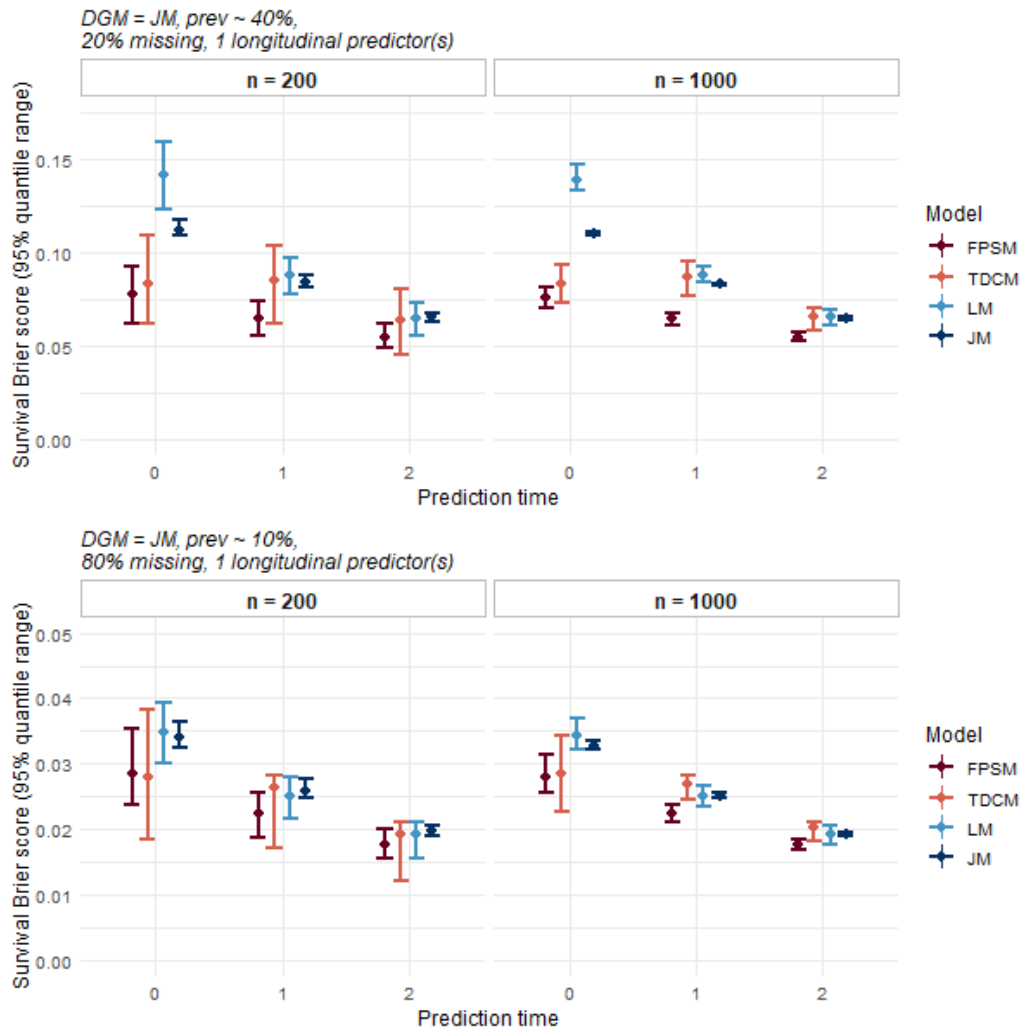 DGM = JM, prev ~ 40%,
20% missing, 1 longitudinal predictor(s)
n = 200
n = 1000
Survival Brier score (95% quantile range)
0.15
0.10
0.05
0.00
0
1
2
0
1
2
Prediction time
Model
FPSM
TDCM
LM
JM
DGM = JM, prev ~ 10%,
80% missing, 1 longitudinal predictor(s)
n = 200
n = 1000
Survival Brier score (95% quantile range)
0.05
0.04
0.03
0.02
0.01
0.00
0
1
2
0
1
2
Prediction time
Model
FPSM
TDCM
LM
JM